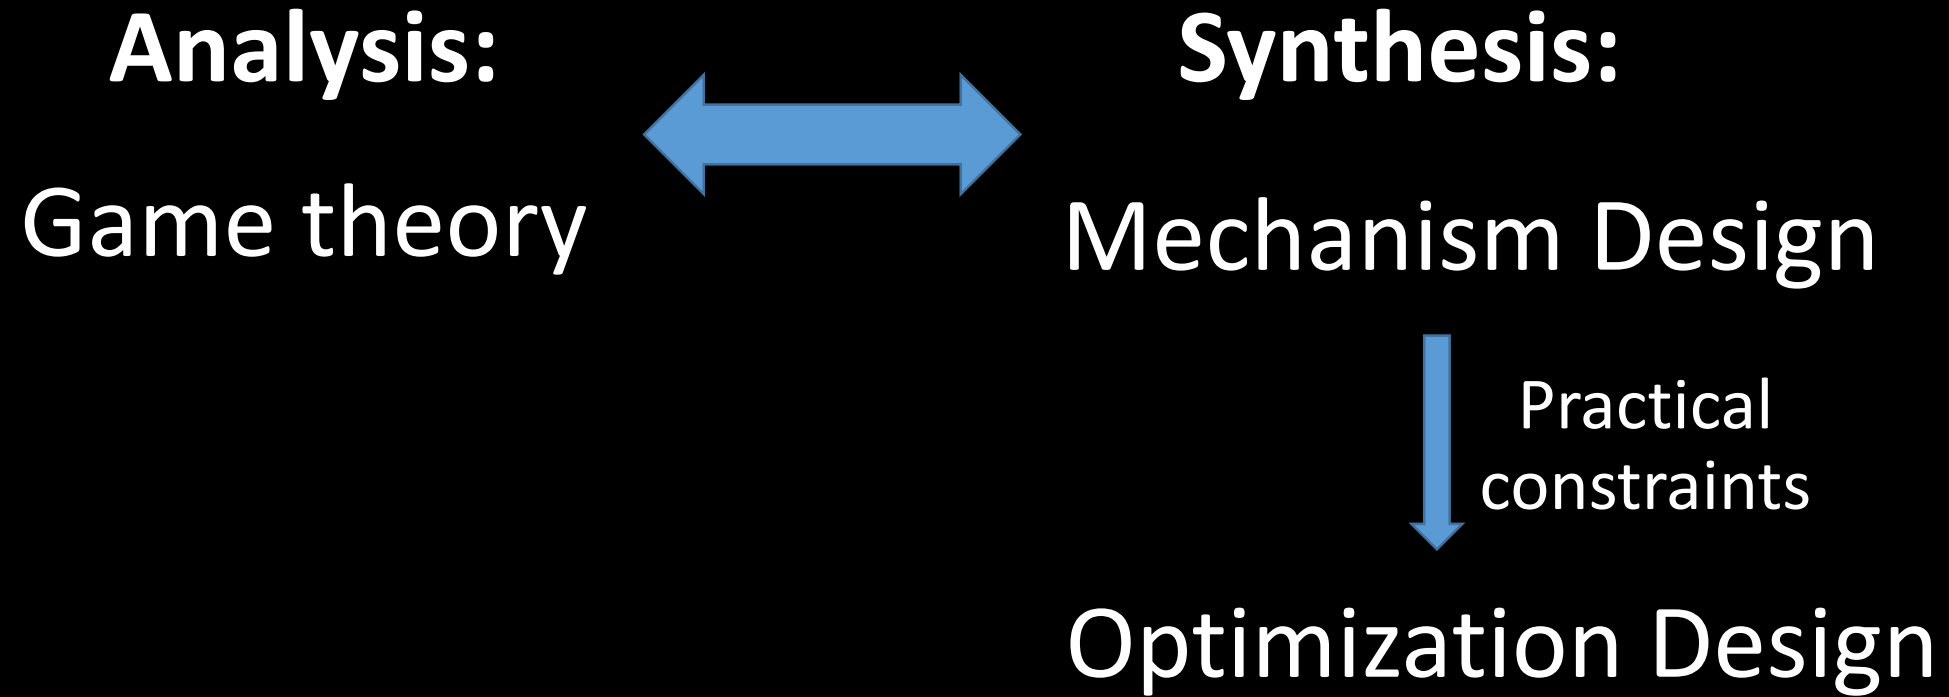 Analysis:
Game theory
Synthesis:
Mechanism Design
Practical
constraints
Optimization Design